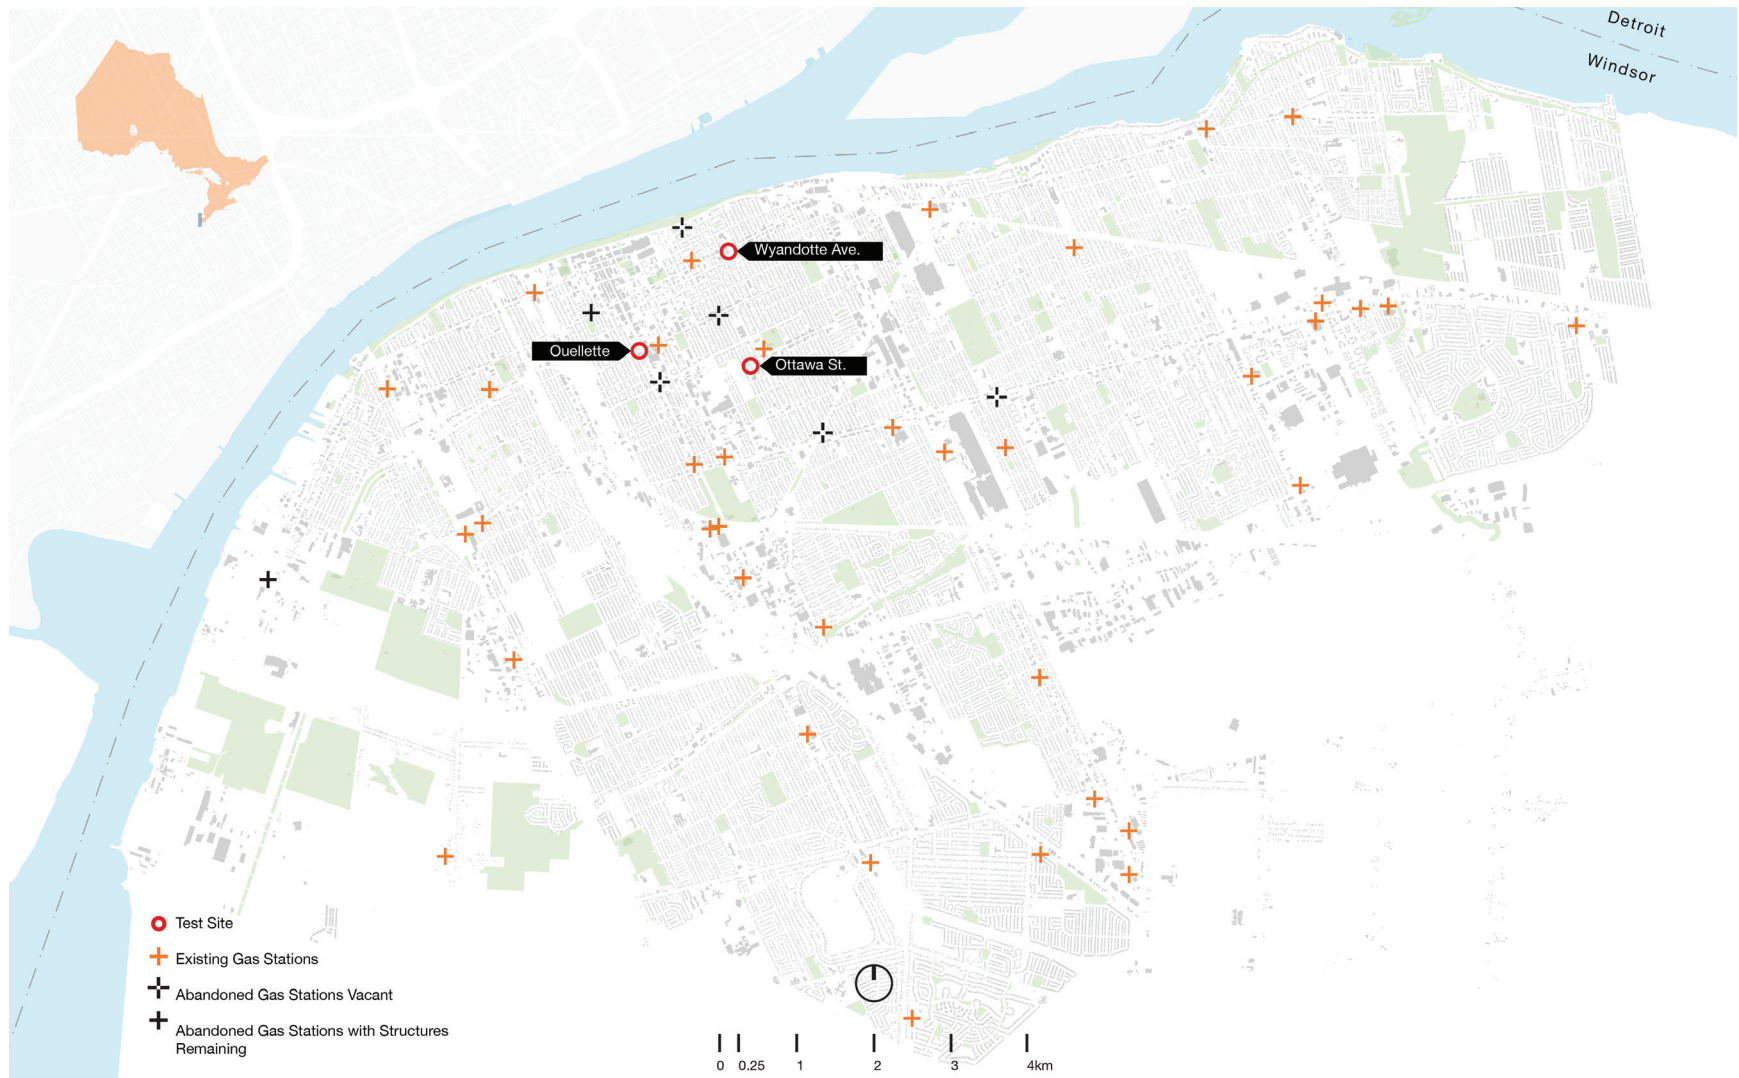 Detroit
Windsor
Wyandotte Ave.
Ouellette
Ottawa St.
Test Site
Existing Gas Stations
Abandoned Gas Stations Vacant
Abandoned Gas Stations with Structures
Remaining
0 0.25 1 2 3 4km